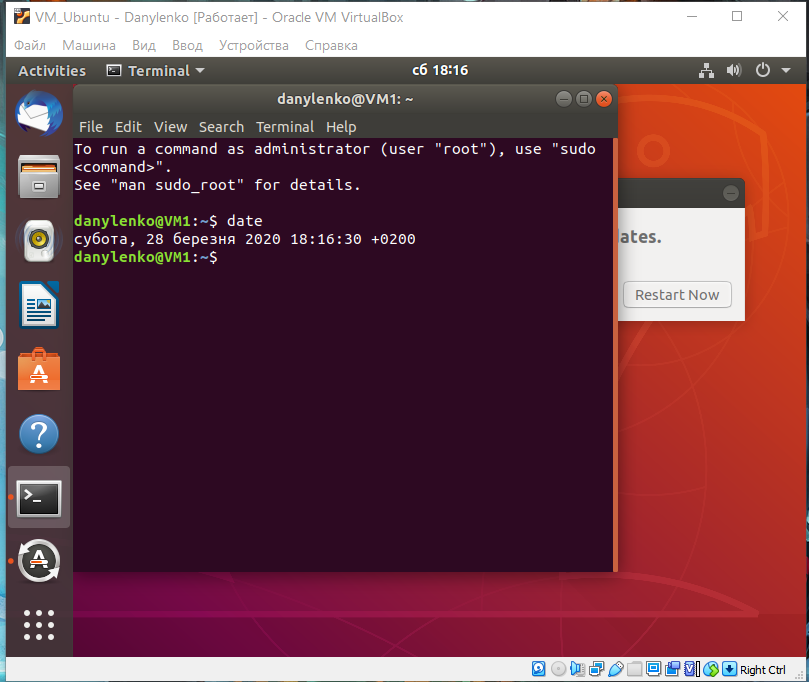 VM_Ubuntu - Danylenko [Работает] - Oracle VM VirtualBox
Файл Машина Вид Ввод Устройства Справка
Activities Terminal сб 18:16
danylenko@VM1: ~
File Edit View Search Terminal Help
To run a command as administrator (user "root"), use "sudo
<command>".
See "man sudo_root" for details.
danylenko@VM1:~$ date
субота, 28 березня 2020 18:16:30 +0200
danylenko@VM1:~$
Restart Now
Right Ctrl